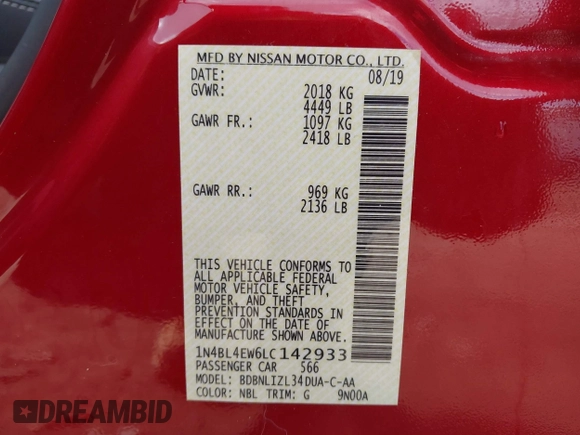 MFD BY NISSAN MOTOR CO., LTD.
DATE: 08/19
GVWR: 2018 KG
4449 LB
GAWR FR.: 1097 KG
2418 LB
GAWR RR.: 969 KG
2136 LB
THIS VEHICLE CONFORMS TO
ALL APPLICABLE FEDERAL
MOTOR VEHICLE SAFETY,
BUMPER, AND THEFT
PREVENTION STANDARDS IN
EFFECT ON THE DATE OF
MANUFACTURE SHOWN ABOVE.
1N4BL4EW6LC142933
PASSENGER CAR 566
MODEL: BDBNLIZL34DUA-C-AA
COLOR: NBL TRIM: G 9N00A
DREAMBID
DREAMBID.COM